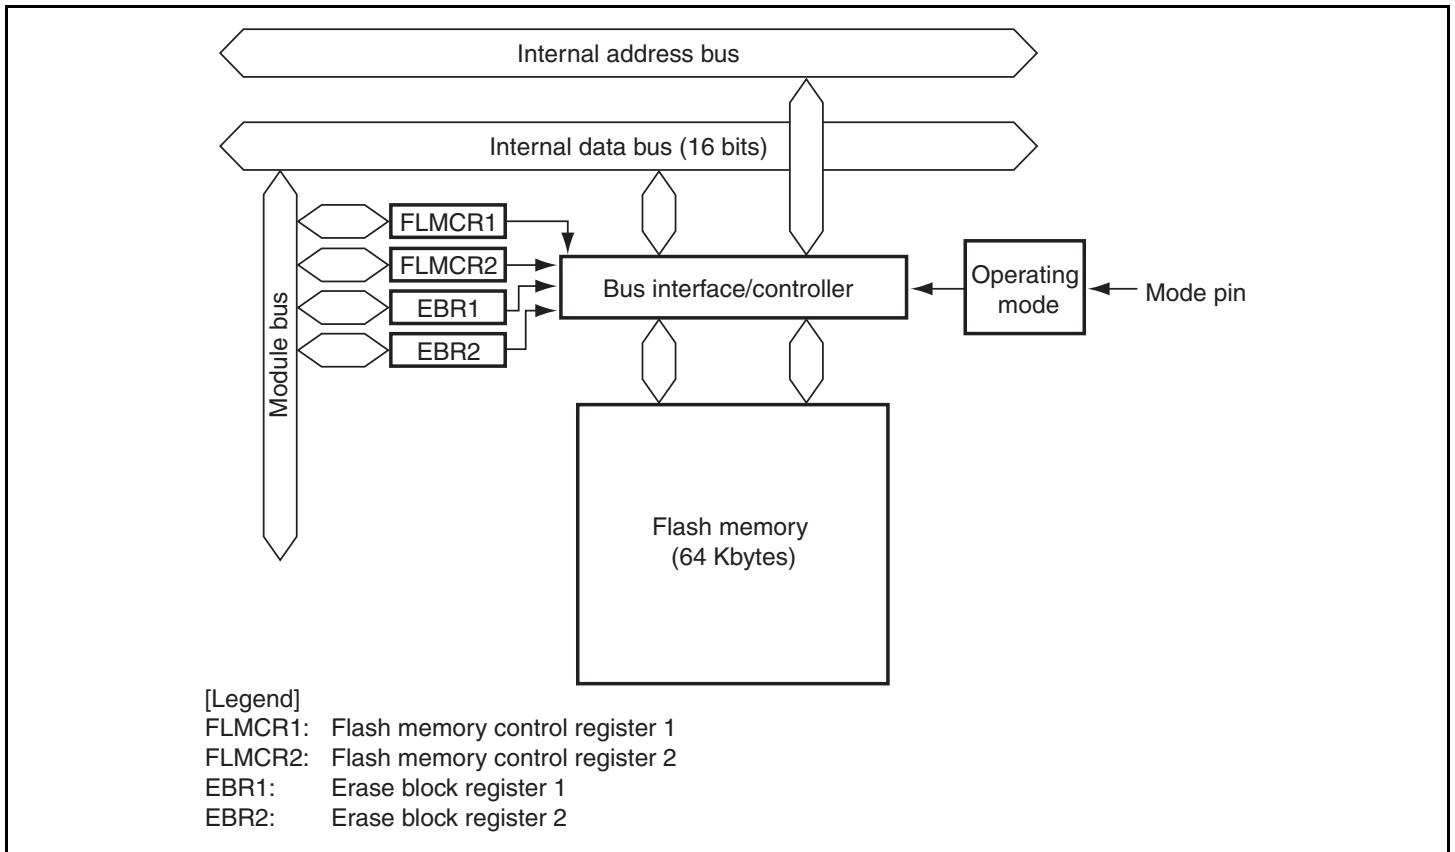 Internal address bus
Internal data bus (16 bits)
Module bus
FLMCR1
FLMCR2
EBR1
EBR2
Bus interface/controller
Operating
mode
Mode pin
Flash memory
(64 Kbytes)
[Legend]
FLMCR1: Flash memory control register 1
FLMCR2: Flash memory control register 2
EBR1: Erase block register 1
EBR2: Erase block register 2